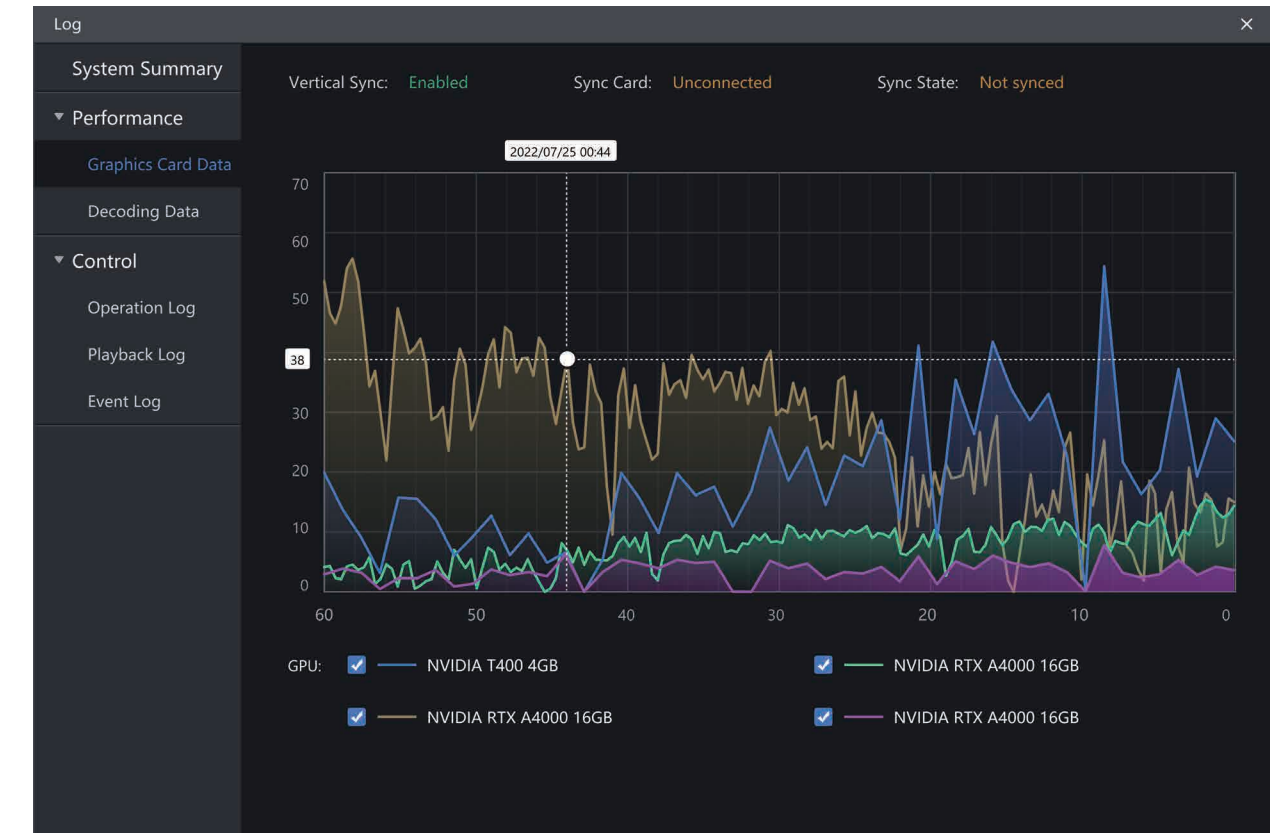 Log
System Summary
Performance
Graphics Card Data
Decoding Data
Control
Operation Log
Playback Log
Event Log
Vertical Sync: Enabled
Sync Card: Unconnected
Sync State: Not synced
2022/07/25 00:44
70
60
50
38
30
20
10
0
60 50 40 30 20 10 0
GPU: NVIDIA T400 4GB
NVIDIA RTX A4000 16GB
NVIDIA RTX A4000 16GB
NVIDIA RTX A4000 16GB